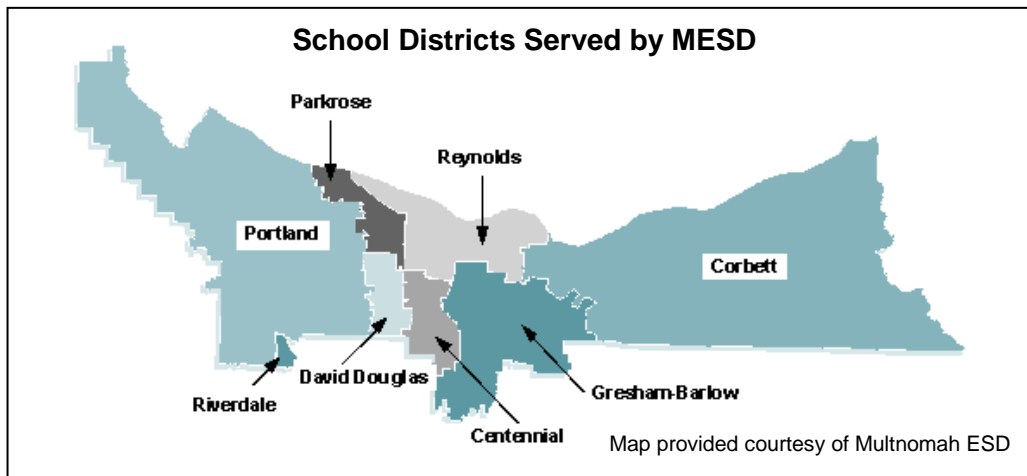 School Districts Served by MESD
Parkrose
Reynolds
Portland
Corbett
David Douglas
Riverdale
Gresham-Barlow
Centennial
Map provided courtesy of Multnomah ESD